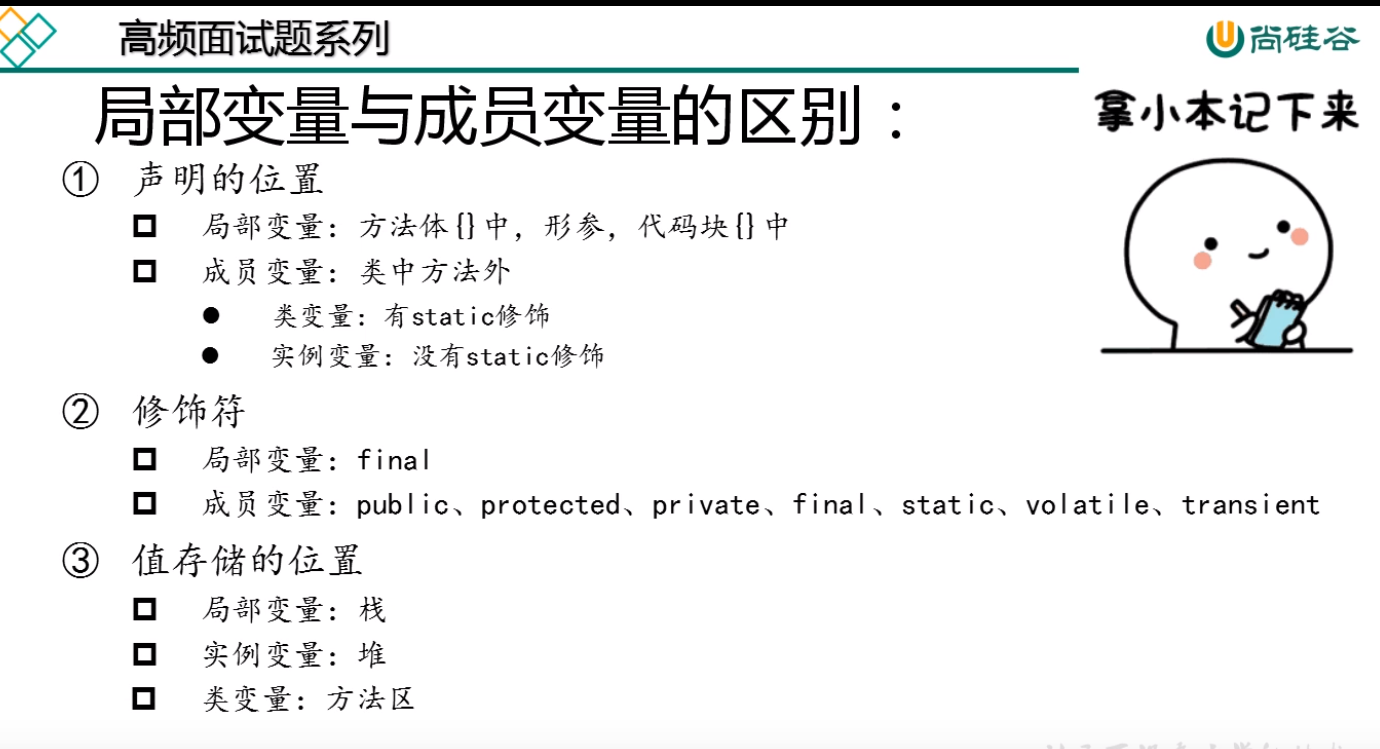 高频面试题系列
尚硅谷
局部变量与成员变量的区别：
拿小本记下来
① 声明的位置
局部变量：方法体{}中，形参，代码块{}中
成员变量：类中方法外
类变量：有static修饰
实例变量：没有static修饰
② 修饰符
局部变量：final
成员变量：public、protected、private、final、static、volatile、transient
③ 值存储的位置
局部变量：栈
实例变量：堆
类变量：方法区